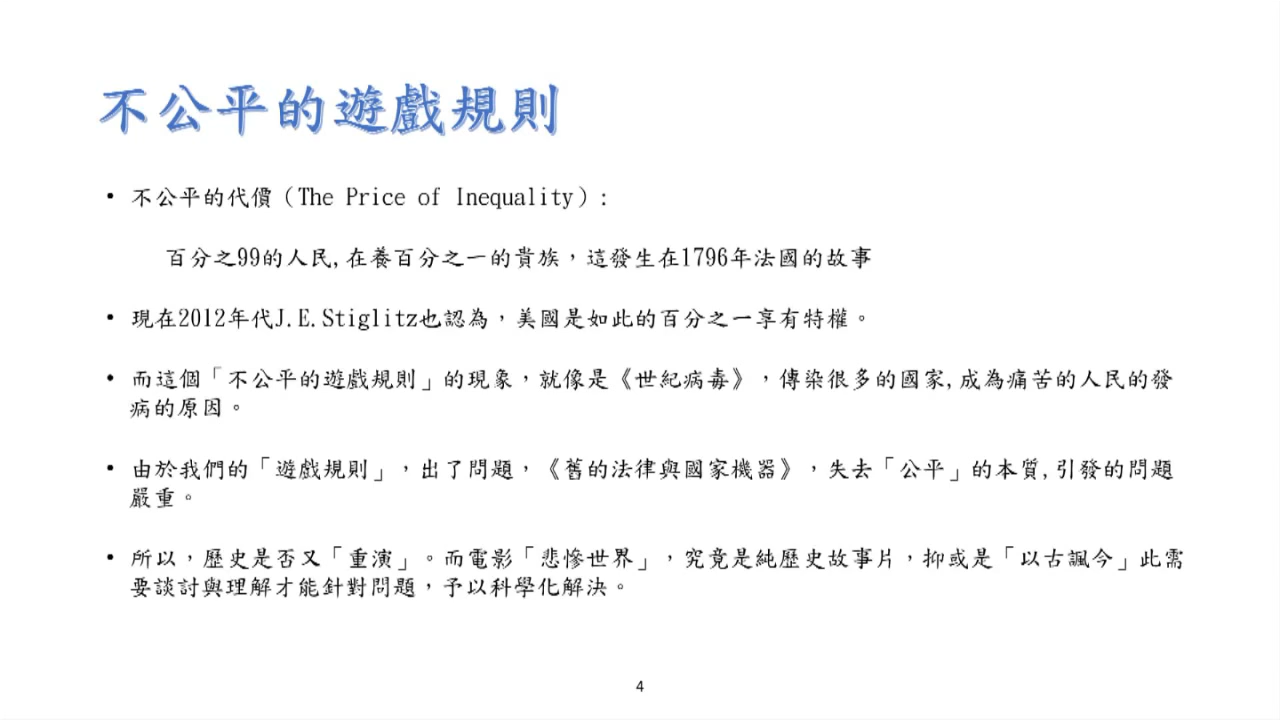 不公平的遊戲規則
• 不公平的代價（The Price of Inequality）:
百分之99的人民,在養百分之一的貴族，這發生在1796年法國的故事
• 現在2012年代J.E.Stiglitz也認為，美國是如此的百分之一享有特權。
• 而這個「不公平的遊戲規則」的現象，就像是《世紀病毒》，傳染很多的國家,成為痛苦的人民的發
病的原因。
• 由於我們的「遊戲規則」，出了問題，《舊的法律與國家機器》，失去「公平」的本質,引發的問題
嚴重。
• 所以，歷史是否又「重演」。而電影「悲慘世界」，究竟是純歷史故事片，抑或是「以古諷今」此需
要談討與理解才能針對問題，予以科學化解決。
4